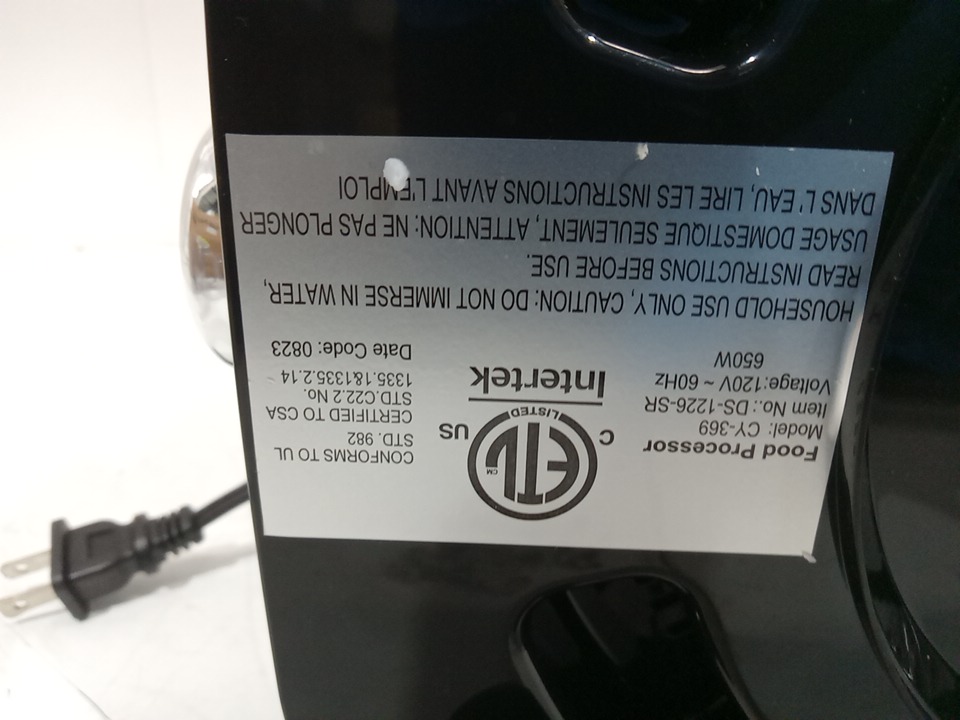 Food Processor
Model: CY-369
Item No.: DS-1226-SR
Voltage:120V ~ 60Hz
650W
ETL
CM
LISTED
C US
Intertek
CONFORMS TO UL
STD. 982
CERTIFIED TO CSA
STD.C22.2 No.
1335.1&1335.2.14
Date Code: 0823
HOUSEHOLD USE ONLY, CAUTION: DO NOT IMMERSE IN WATER,
READ INSTRUCTIONS BEFORE USE.
USAGE DOMESTIQUE SEULEMENT, ATTENTION: NE PAS PLONGER
DANS L' EAU, LIRE LES INSTRUCTIONS AVANT L'EMPLOI